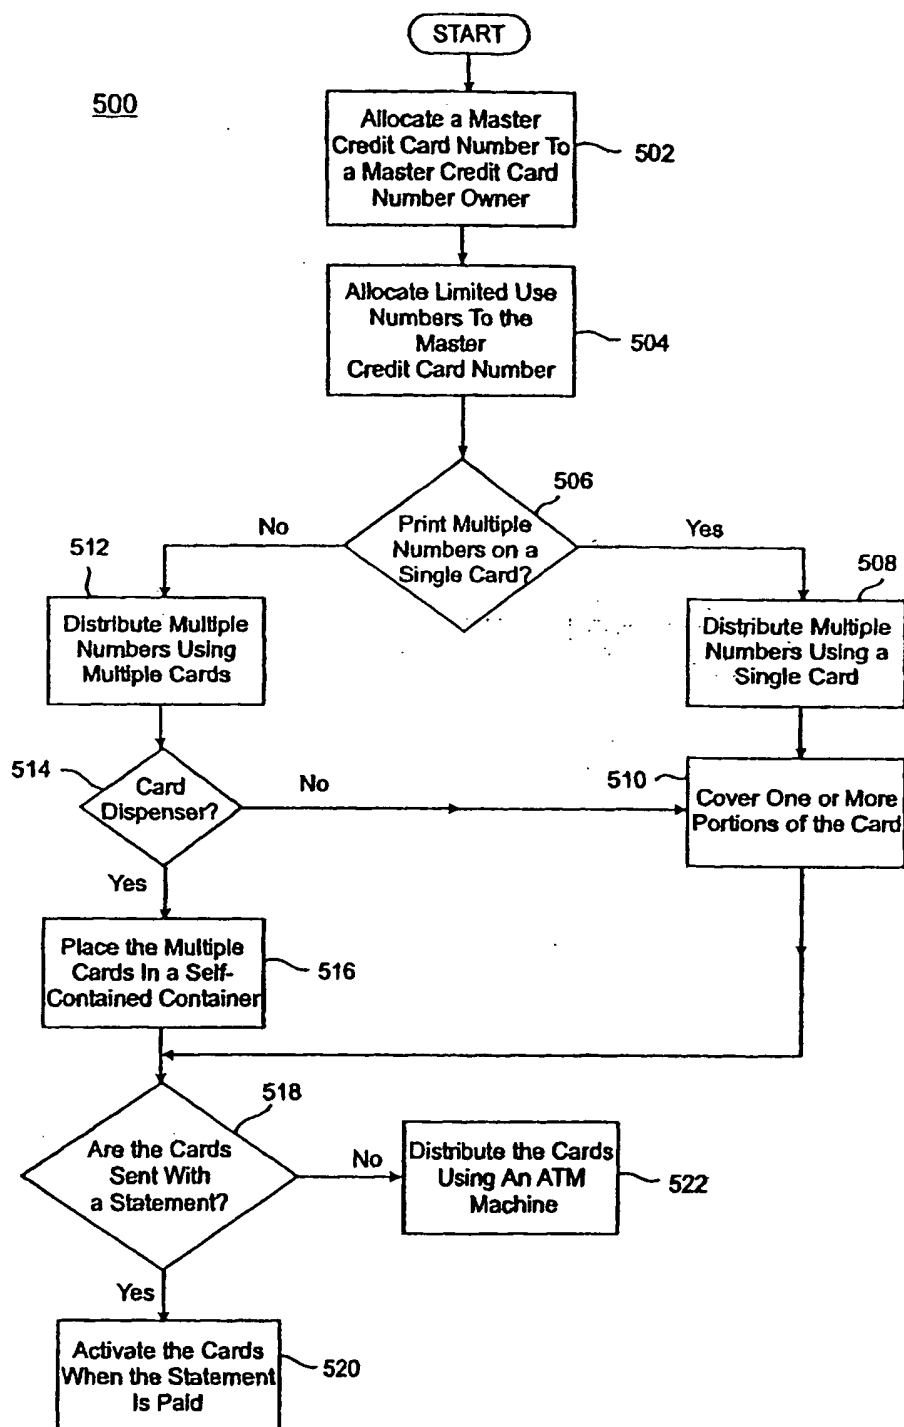 START
500
Allocate a Master
Credit Card Number To
a Master Credit Card
Number Owner
502
Allocate Limited Use
Numbers To the
Master
Credit Card Number
504
506
Print Multiple
Numbers on a
Single Card?
No
Yes
512
Distribute Multiple
Numbers Using
Multiple Cards
508
Distribute Multiple
Numbers Using a
Single Card
514
Card
Dispenser?
No
Yes
510
Cover One or More
Portions of the Card
Place the Multiple
Cards In a Self-
Contained Container
516
518
Are the Cards
Sent With
a Statement?
No
Distribute the Cards
Using An ATM
Machine
522
Yes
Activate the Cards
When the Statement
Is Paid
520